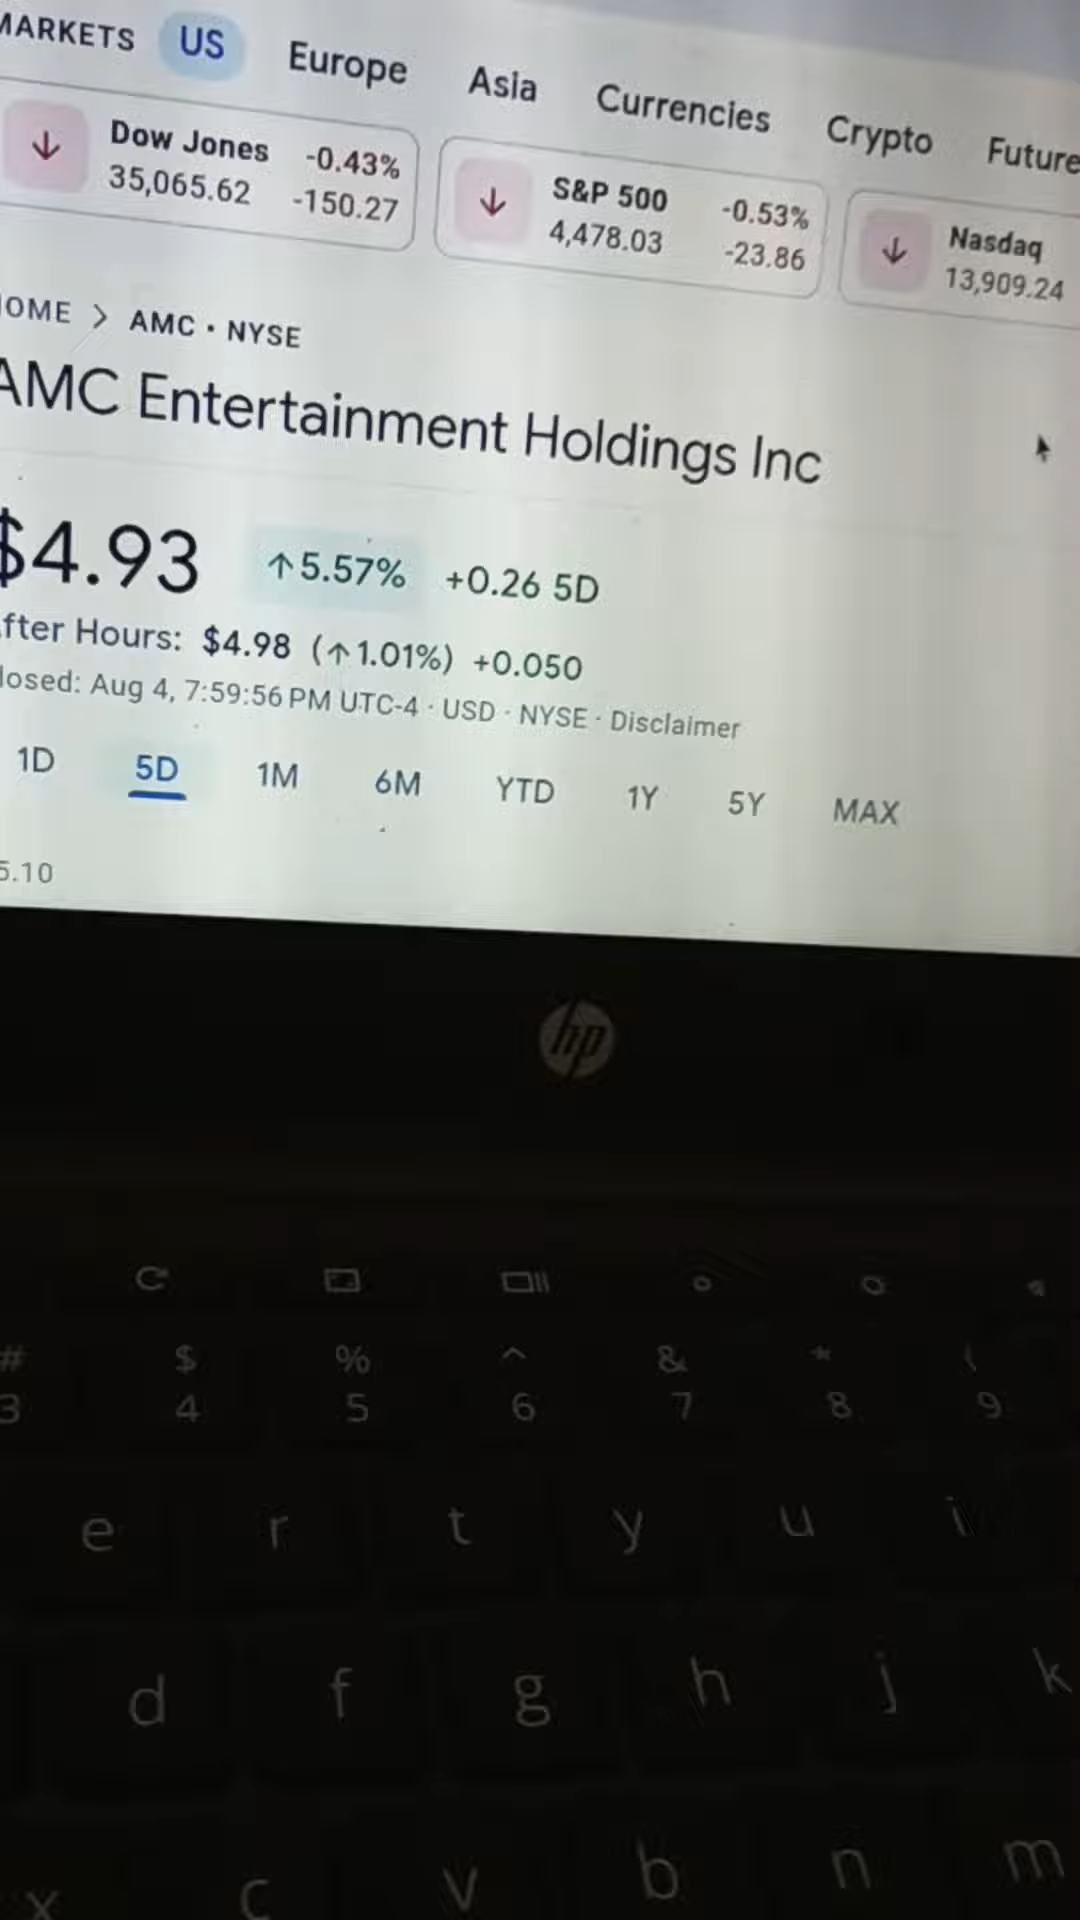 MARKETS US Europe Asia Currencies Crypto Future
Dow Jones -0.43%
35,065.62 -150.27
S&P 500 -0.53%
4,478.03 -23.86
Nasdaq
13,909.24
OME > AMC • NYSE
AMC Entertainment Holdings Inc
$4.93 ↑5.57% +0.26 5D
fter Hours: $4.98 (↑1.01%) +0.050
losed: Aug 4, 7:59:56 PM UTC-4 · USD · NYSE · Disclaimer
1D 5D 1M 6M YTD 1Y 5Y MAX
5.10
hp
# $ % ^ & * (
3 4 5 6 7 8 9
e r t y u i
d f g h j k
x c v b n m